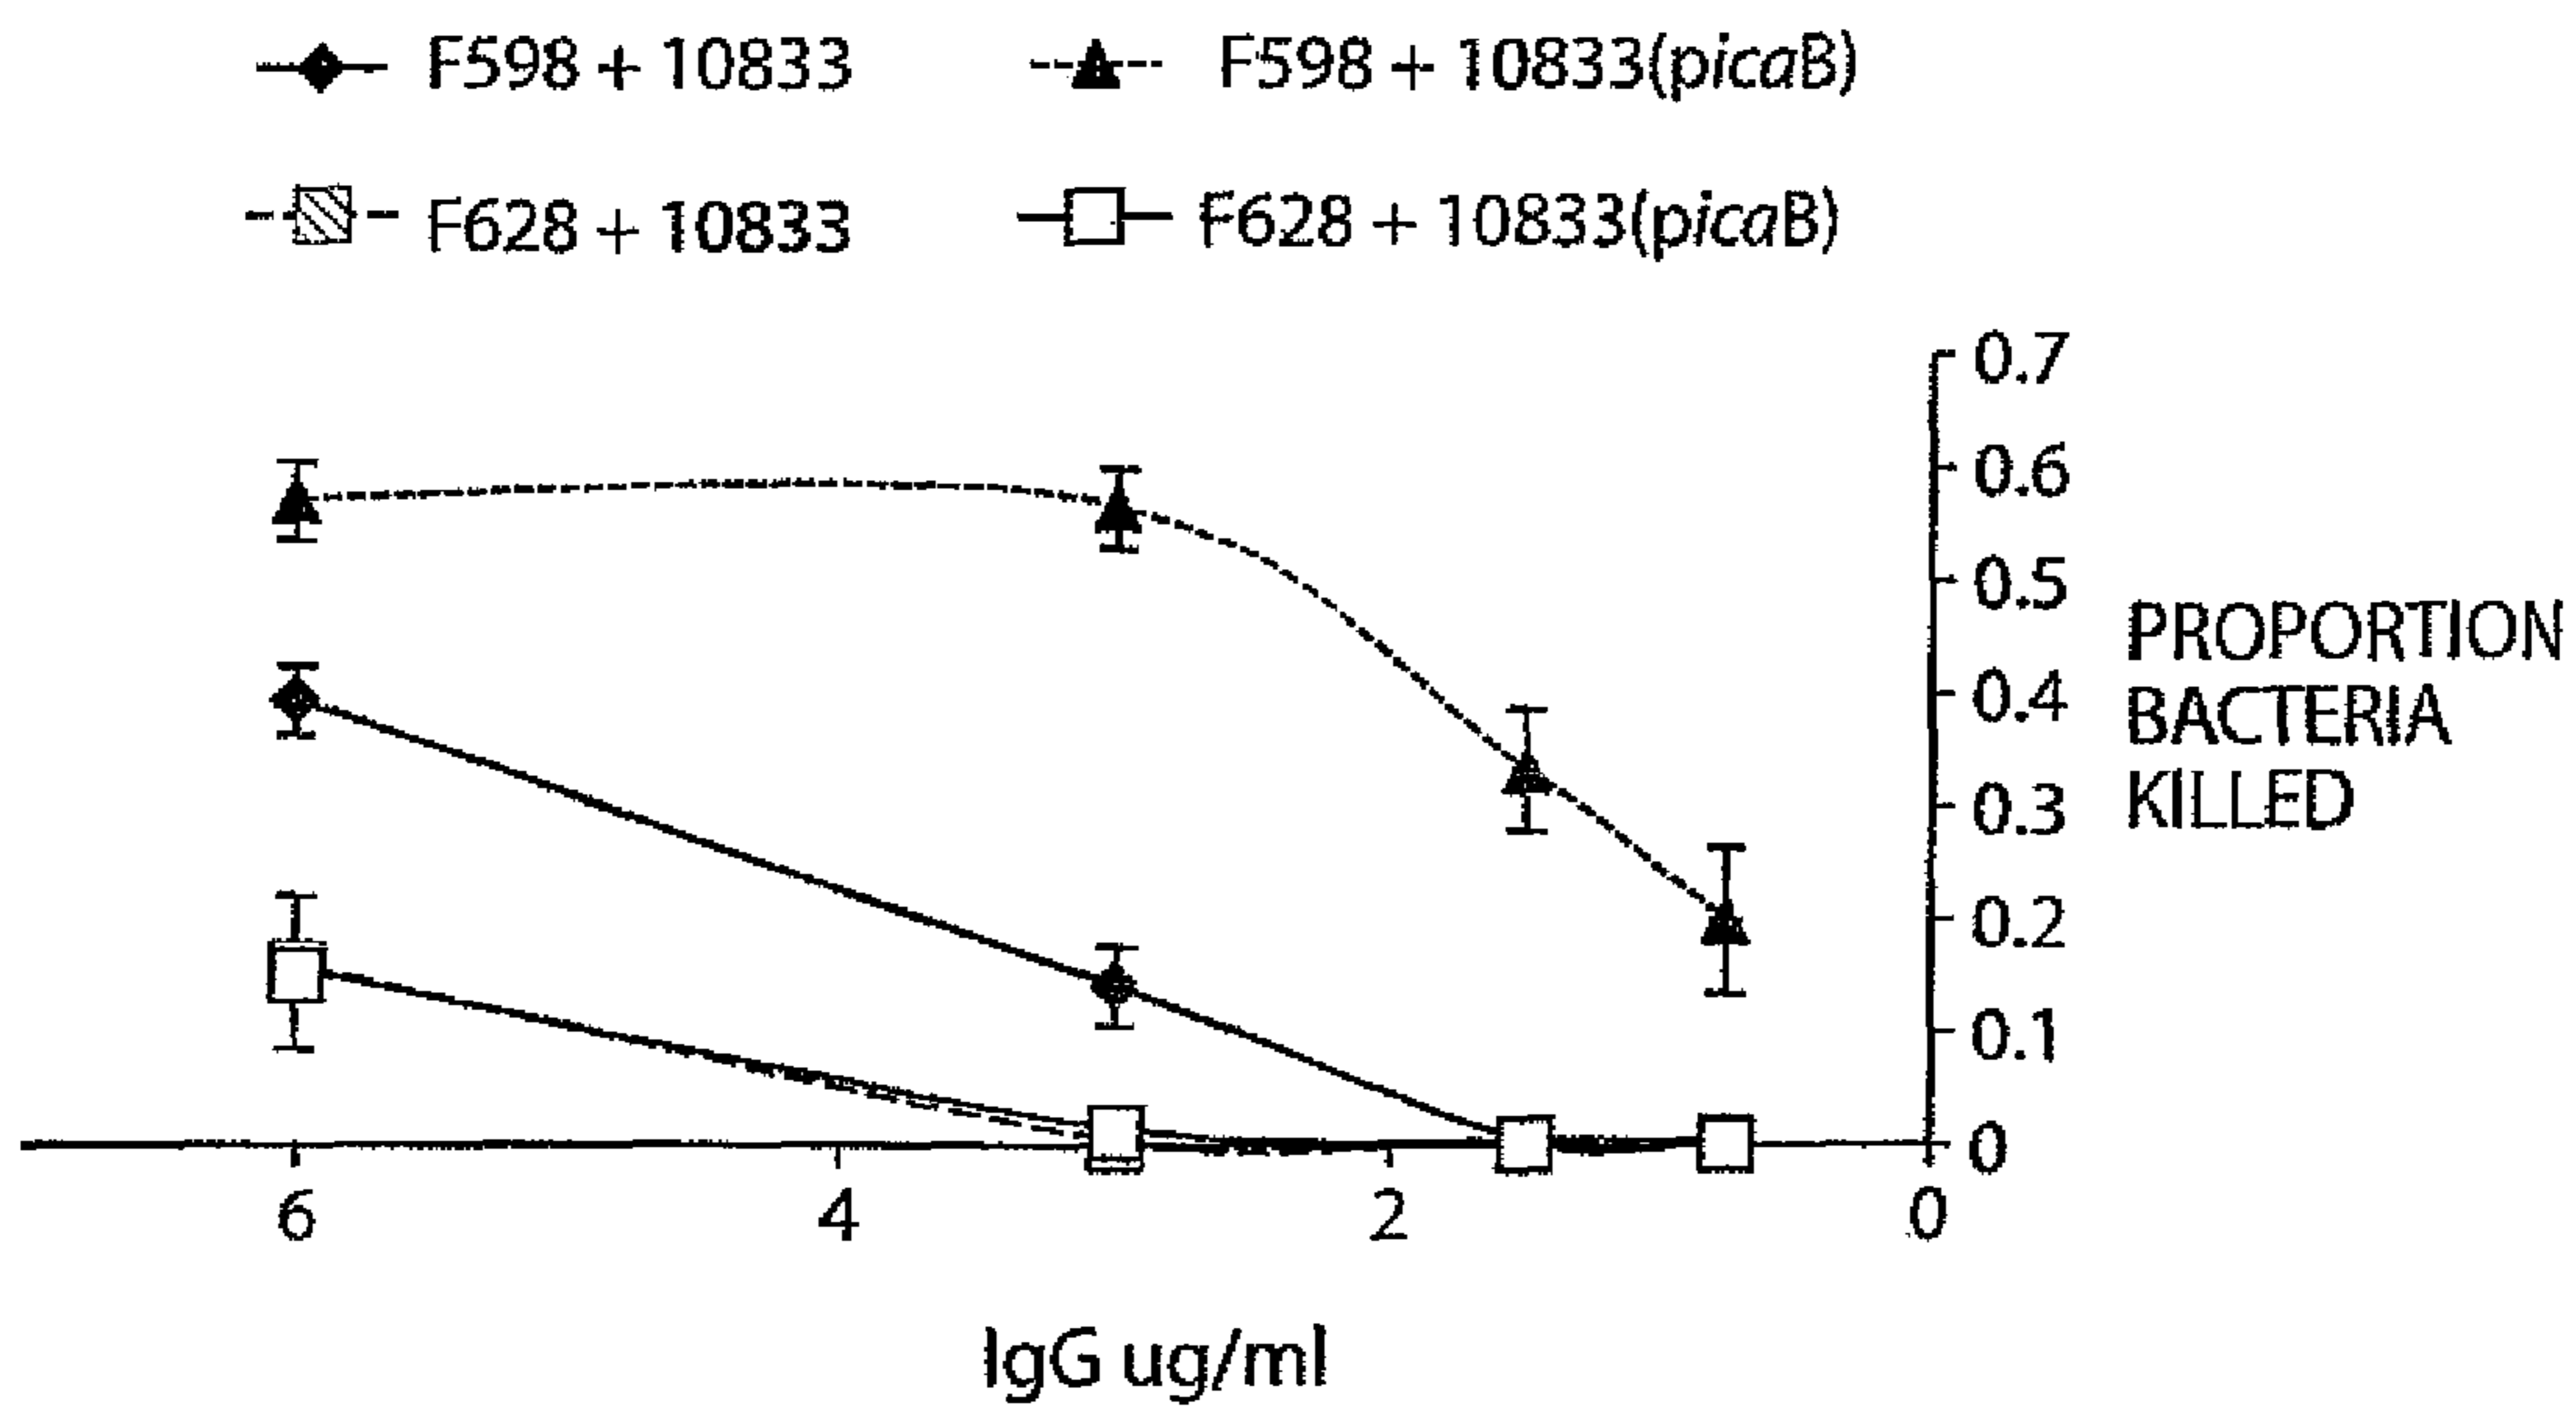 F598 + 10833 F598 + 10833(picaB)
F628 + 10833 F628 + 10833(picaB)
0.7
0.6
0.5
0.4
0.3
0.2
0.1
0
PROPORTION
BACTERIA
KILLED
6 4 2 0
IgG ug/ml